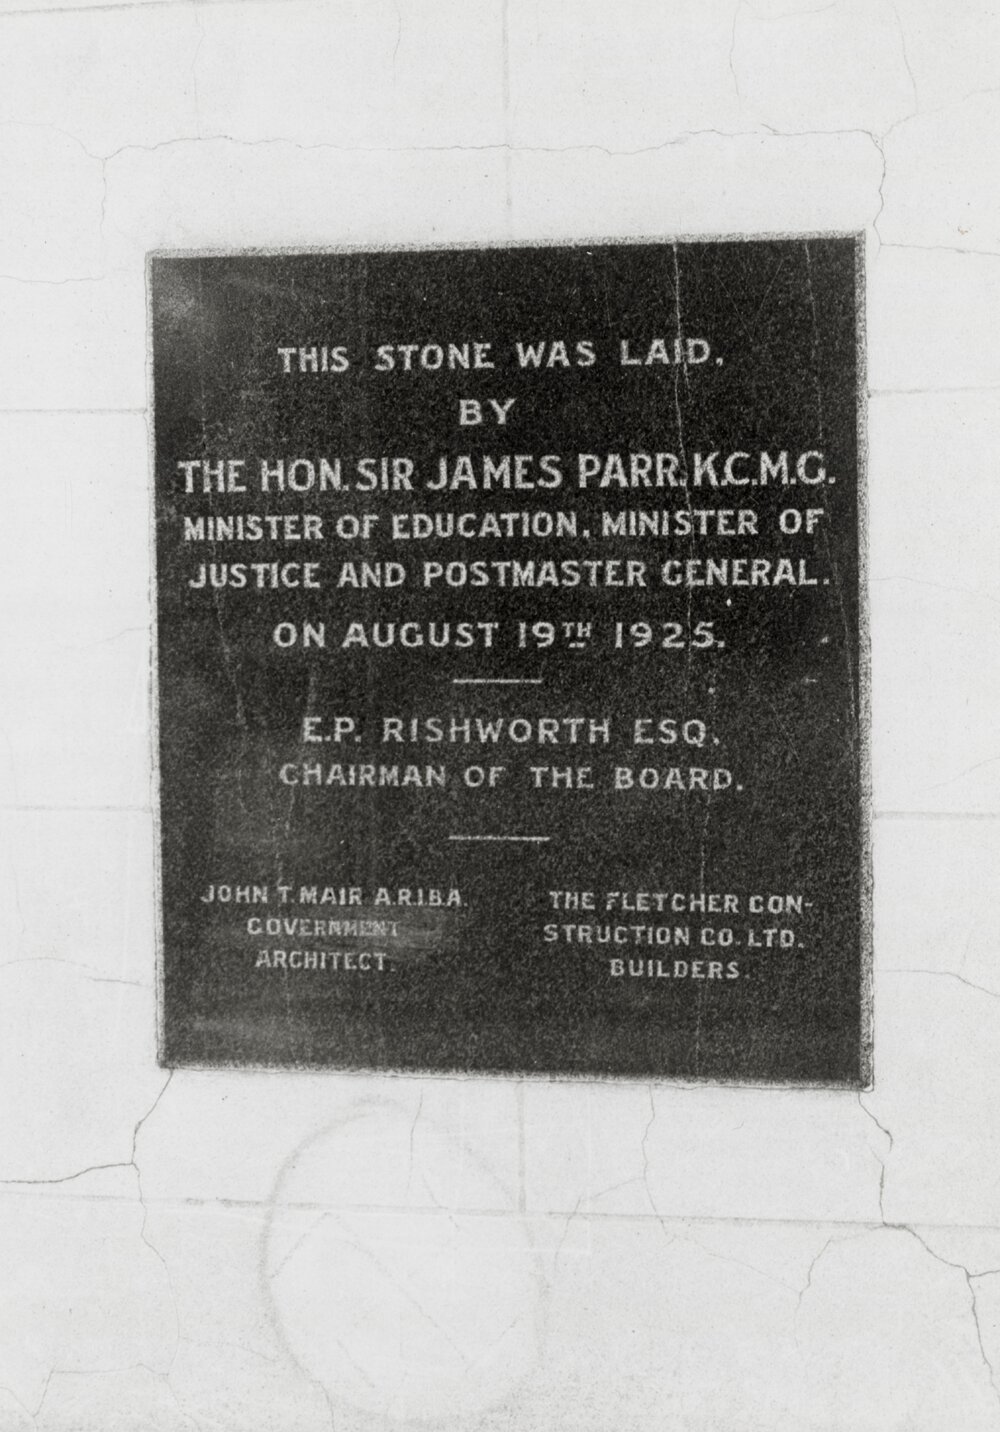 THIS STONE WAS LAID,
BY
THE HON. SIR JAMES PARR. K.C.M.G.
MINISTER OF EDUCATION, MINISTER OF
JUSTICE AND POSTMASTER GENERAL.
ON AUGUST 19TH 1925.
E.P. RISHWORTH ESQ.
CHAIRMAN OF THE BOARD.
JOHN T. MAIR A.R.I.B.A.
GOVERNMENT
ARCHITECT.
THE FLETCHER CON-
STRUCTION CO. LTD.
BUILDERS.